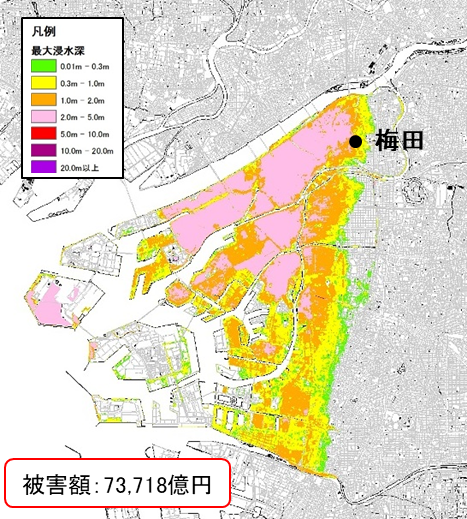 凡例
最大浸水深
0.01m - 0.3m
0.3m - 1.0m
1.0m - 2.0m
2.0m - 5.0m
5.0m - 10.0m
10.0m - 20.0m
20.0m以上
梅田
被害額:73,718億円